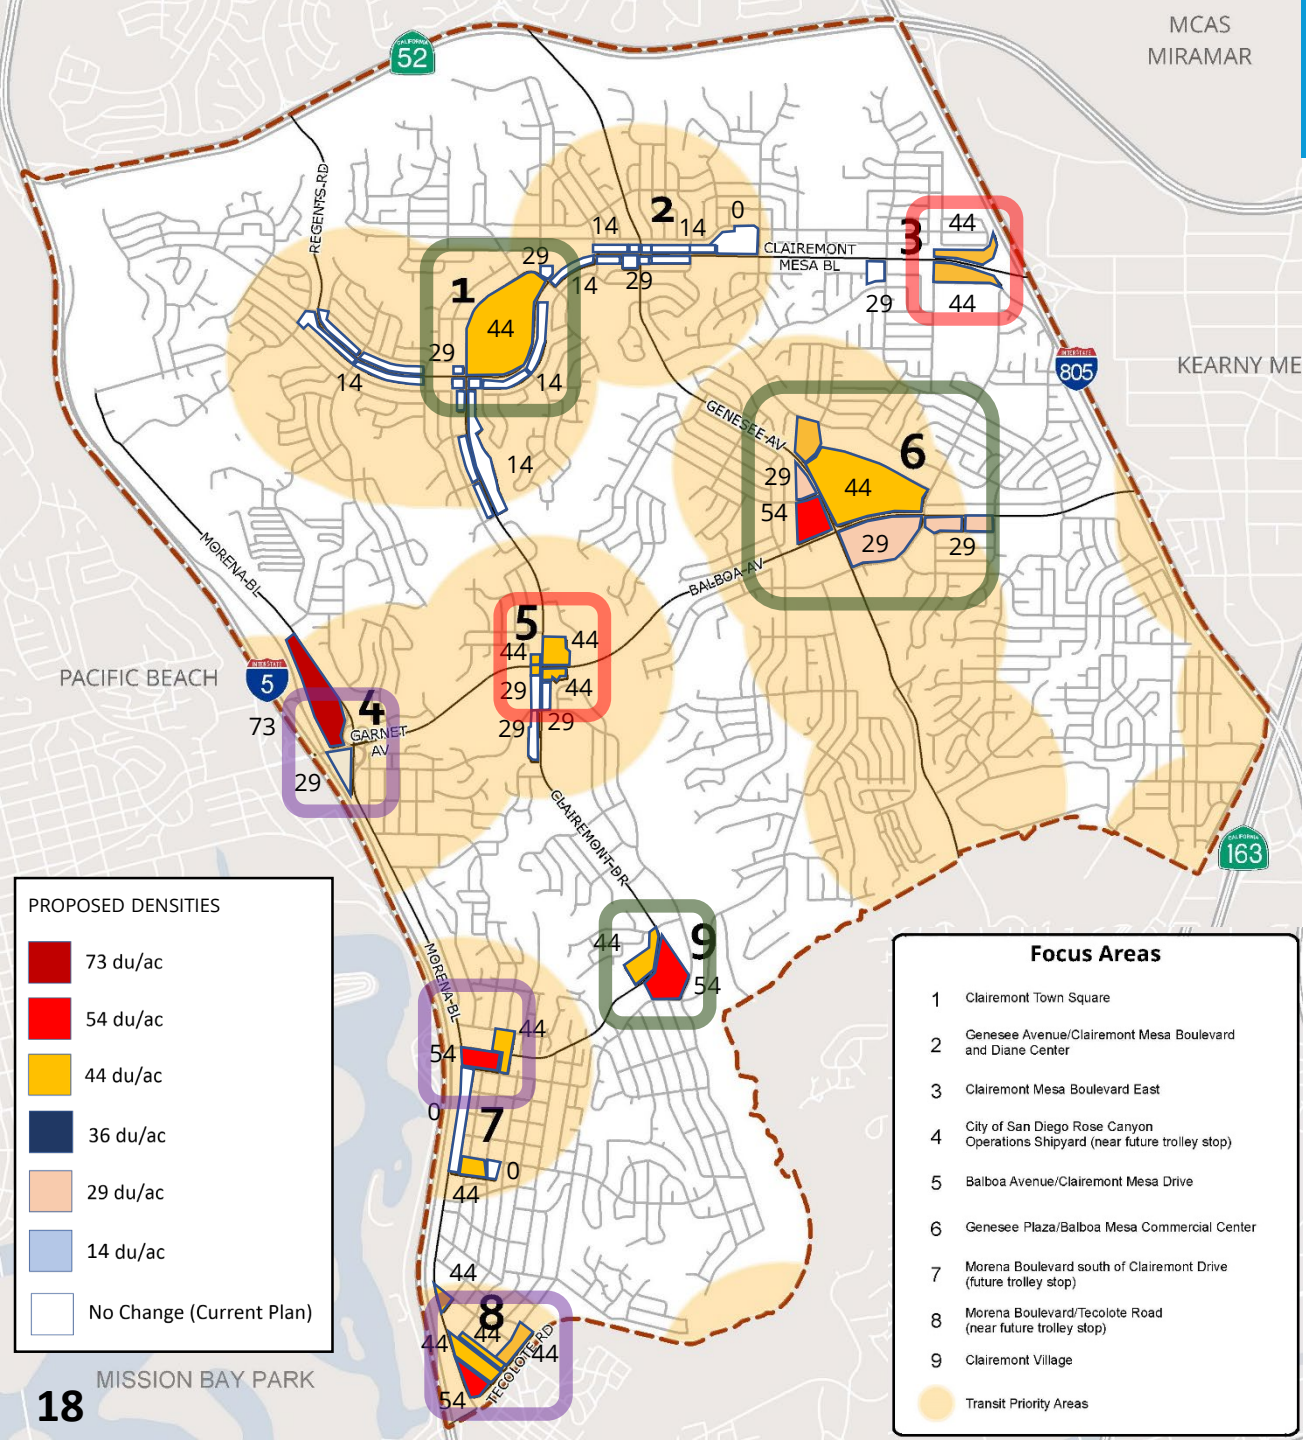 MCAS
MIRAMAR
CALIFORNIA
52
REGENTS RD
2
0
14
14
3
44
CLAIREMONT
MESA BL
29
14
29
1
44
29
44
29
14
14
INTERSTATE
805
KEARNY ME
GENESEE AV
6
14
29
44
54
29
29
MORENA BL
BALBOA AV
5
44
44
PACIFIC BEACH
INTERSTATE
5
29
44
73
4
GARNET
AV
29
29
29
CLAIREMONT DR
CALIFORNIA
163
44
9
54
MORENA BL
44
54
0
7
0
44
44
8
44
44
44
TECOLOTE RD
54
PROPOSED DENSITIES
73 du/ac
54 du/ac
44 du/ac
36 du/ac
29 du/ac
14 du/ac
No Change (Current Plan)
MISSION BAY PARK
18
Focus Areas
1 Clairemont Town Square
2 Genesee Avenue/Clairemont Mesa Boulevard
and Diane Center
3 Clairemont Mesa Boulevard East
4 City of San Diego Rose Canyon
Operations Shipyard (near future trolley stop)
5 Balboa Avenue/Clairemont Mesa Drive
6 Genesee Plaza/Balboa Mesa Commercial Center
7 Morena Boulevard south of Clairemont Drive
(future trolley stop)
8 Morena Boulevard/Tecolote Road
(near future trolley stop)
9 Clairemont Village
Transit Priority Areas